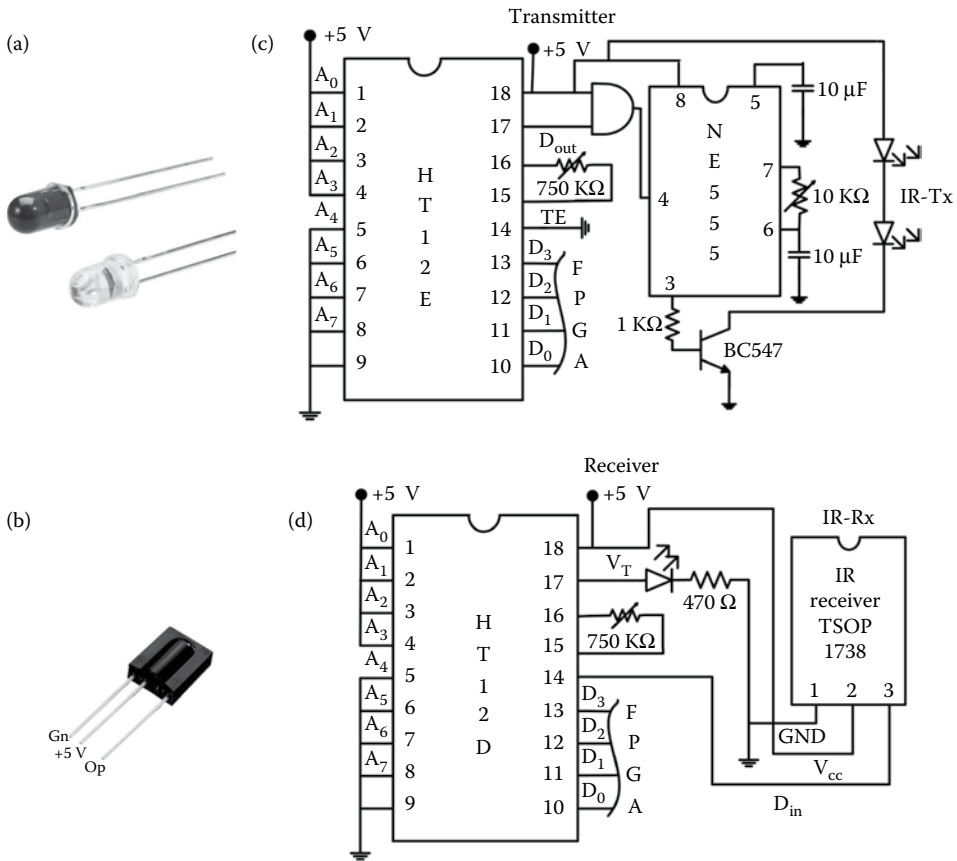 (a)
(c)
Transmitter
+5 V
+5 V
A0
A1
A2
A3
A4
A5
A6
A7
1
2
3
4
5
6
7
8
9
H
T
1
2
E
18
17
16
15
14
13
12
11
10
Dout
750 KΩ
TE
D3
D2
D1
D0
F
P
G
A
8
5
N
E
5
5
5
4
7
6
3
10 µF
10 KΩ
10 µF
IR-Tx
1 KΩ
BC547
(b)
Gn
+5 V
Op
(d)
Receiver
+5 V
+5 V
A0
A1
A2
A3
A4
A5
A6
A7
1
2
3
4
5
6
7
8
9
H
T
1
2
D
18
17
16
15
14
13
12
11
10
VT
470 Ω
750 KΩ
D3
D2
D1
D0
F
P
G
A
IR-Rx
IR
receiver
TSOP
1738
1 2 3
GND
Vcc
Din